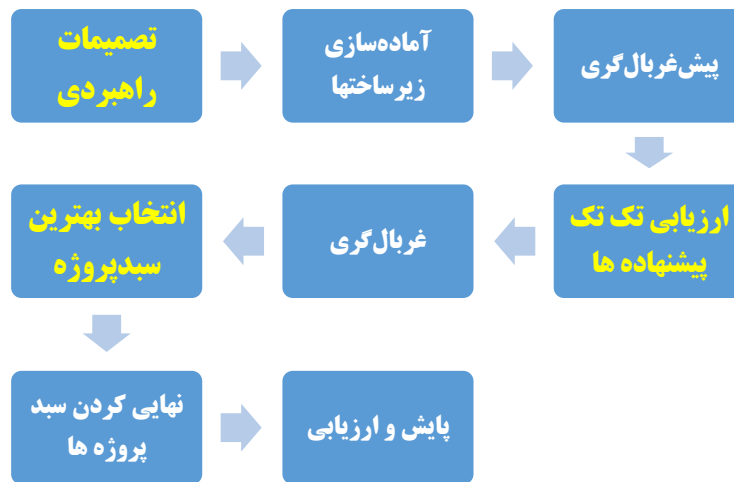 تصمیمات
راهبردی
آماده‌سازی
زیرساختها
پیش‌غربال‌گری
ارزیابی تک تک
پیشنهاده ها
غربال‌گری
انتخاب بهترین
سبدپروژه
نهایی کردن سبد
پروژه ها
پایش و ارزیابی